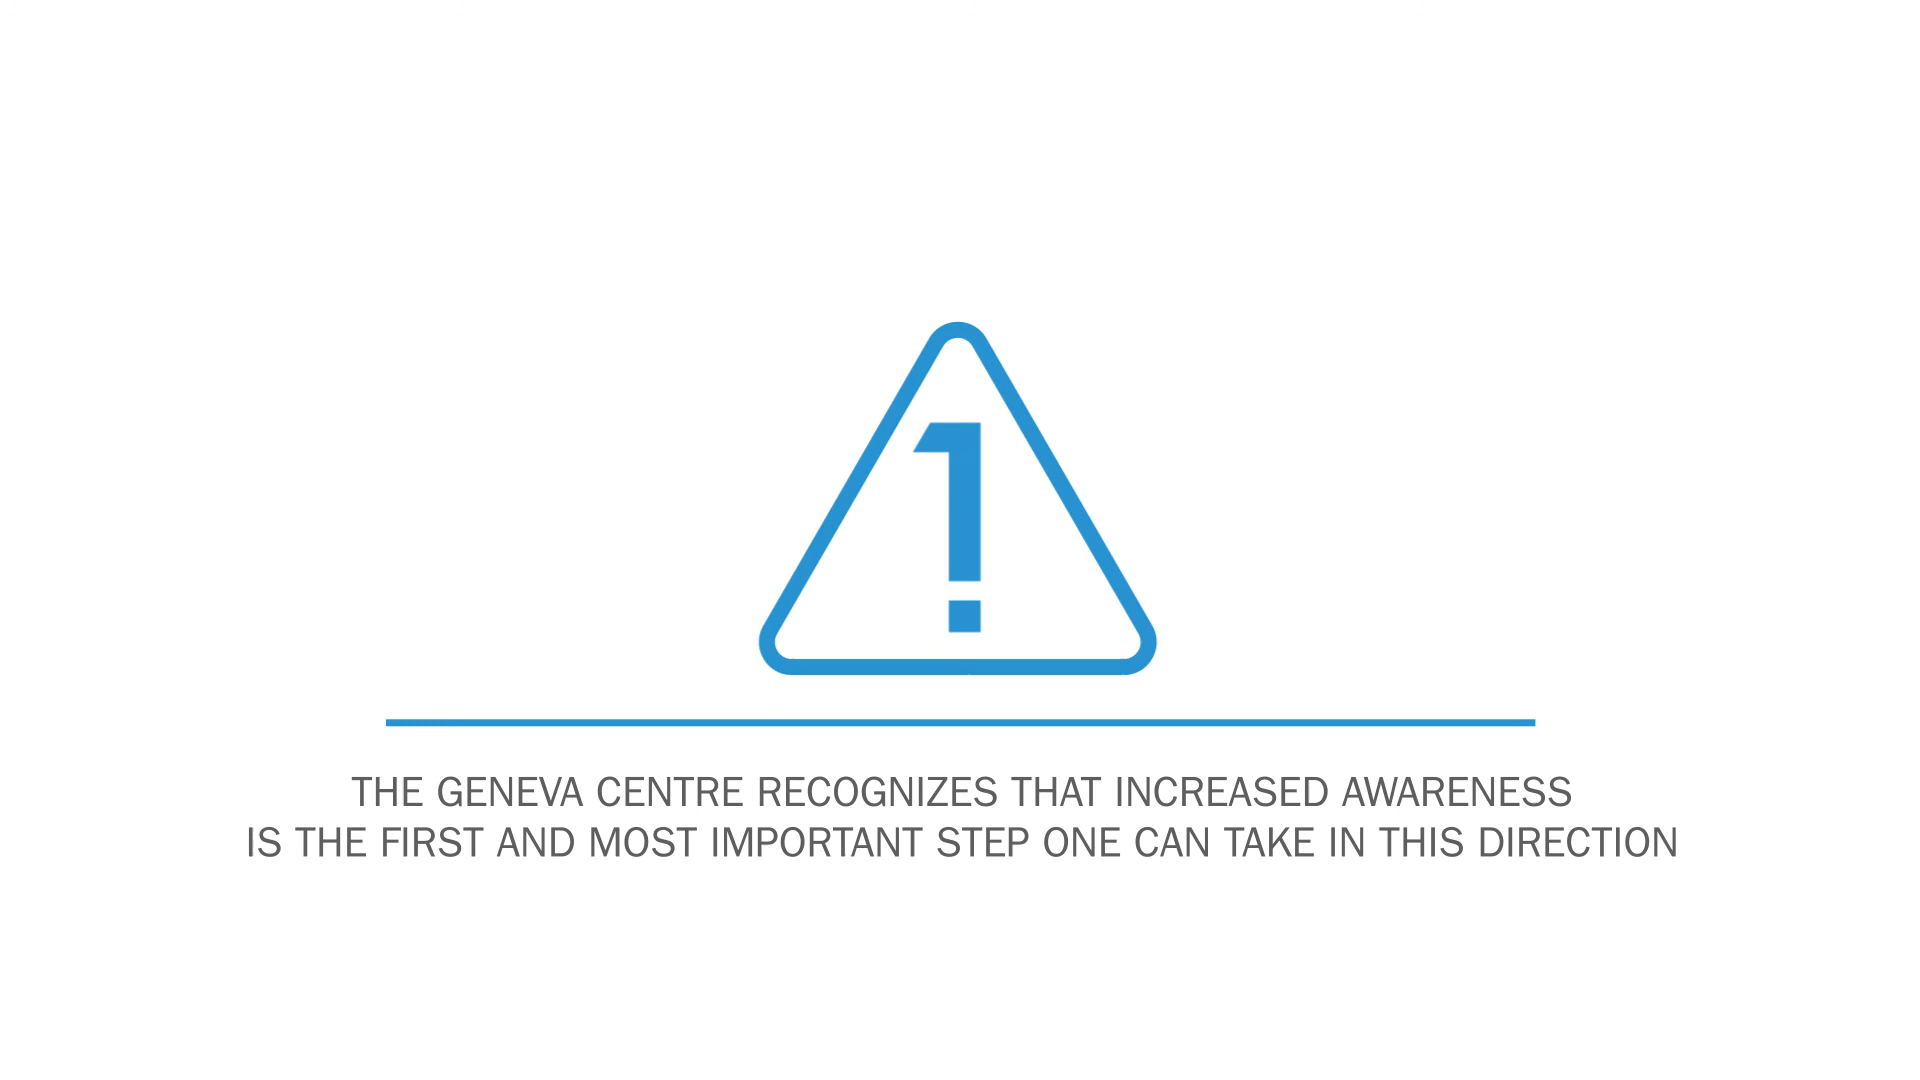 1
THE GENEVA CENTRE RECOGNIZES THAT INCREASED AWARENESS
IS THE FIRST AND MOST IMPORTANT STEP ONE CAN TAKE IN THIS DIRECTION